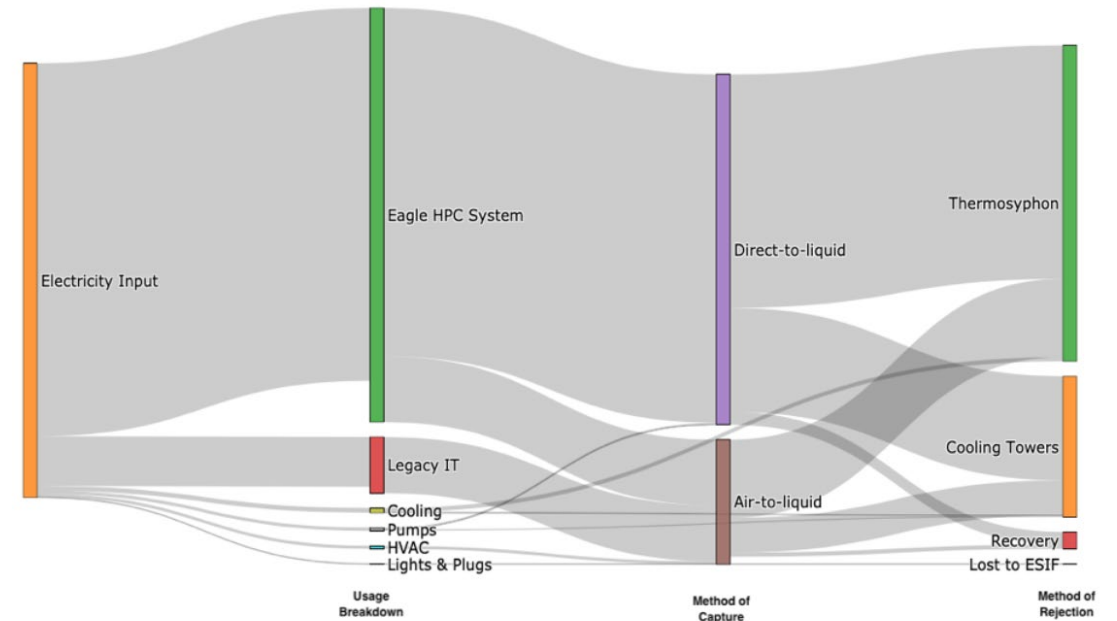 Electricity Input
Eagle HPC System
Legacy IT
Cooling
Pumps
HVAC
Lights & Plugs
Direct-to-liquid
Air-to-liquid
Thermosyphon
Cooling Towers
Recovery
Lost to ESIF
Usage
Breakdown
Method of
Capture
Method of
Rejection